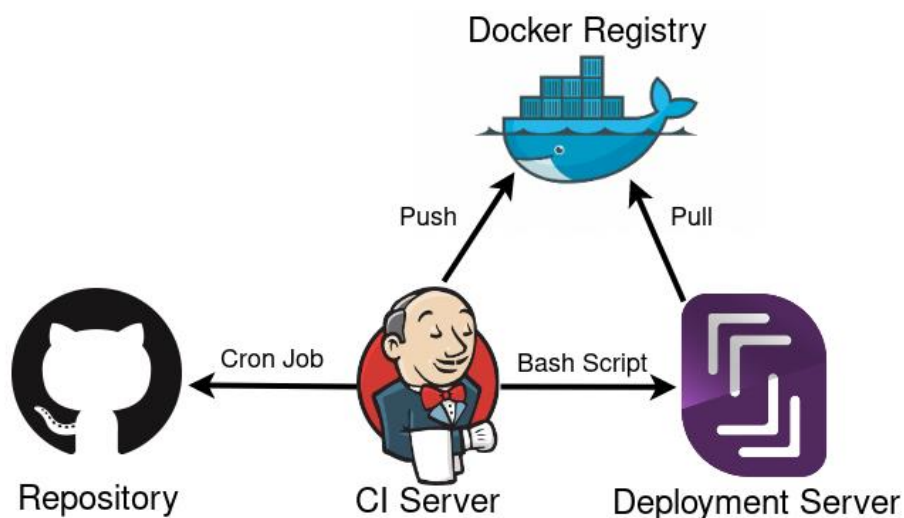 Docker Registry
Push
Pull
Cron Job
Bash Script
Repository
CI Server
Deployment Server